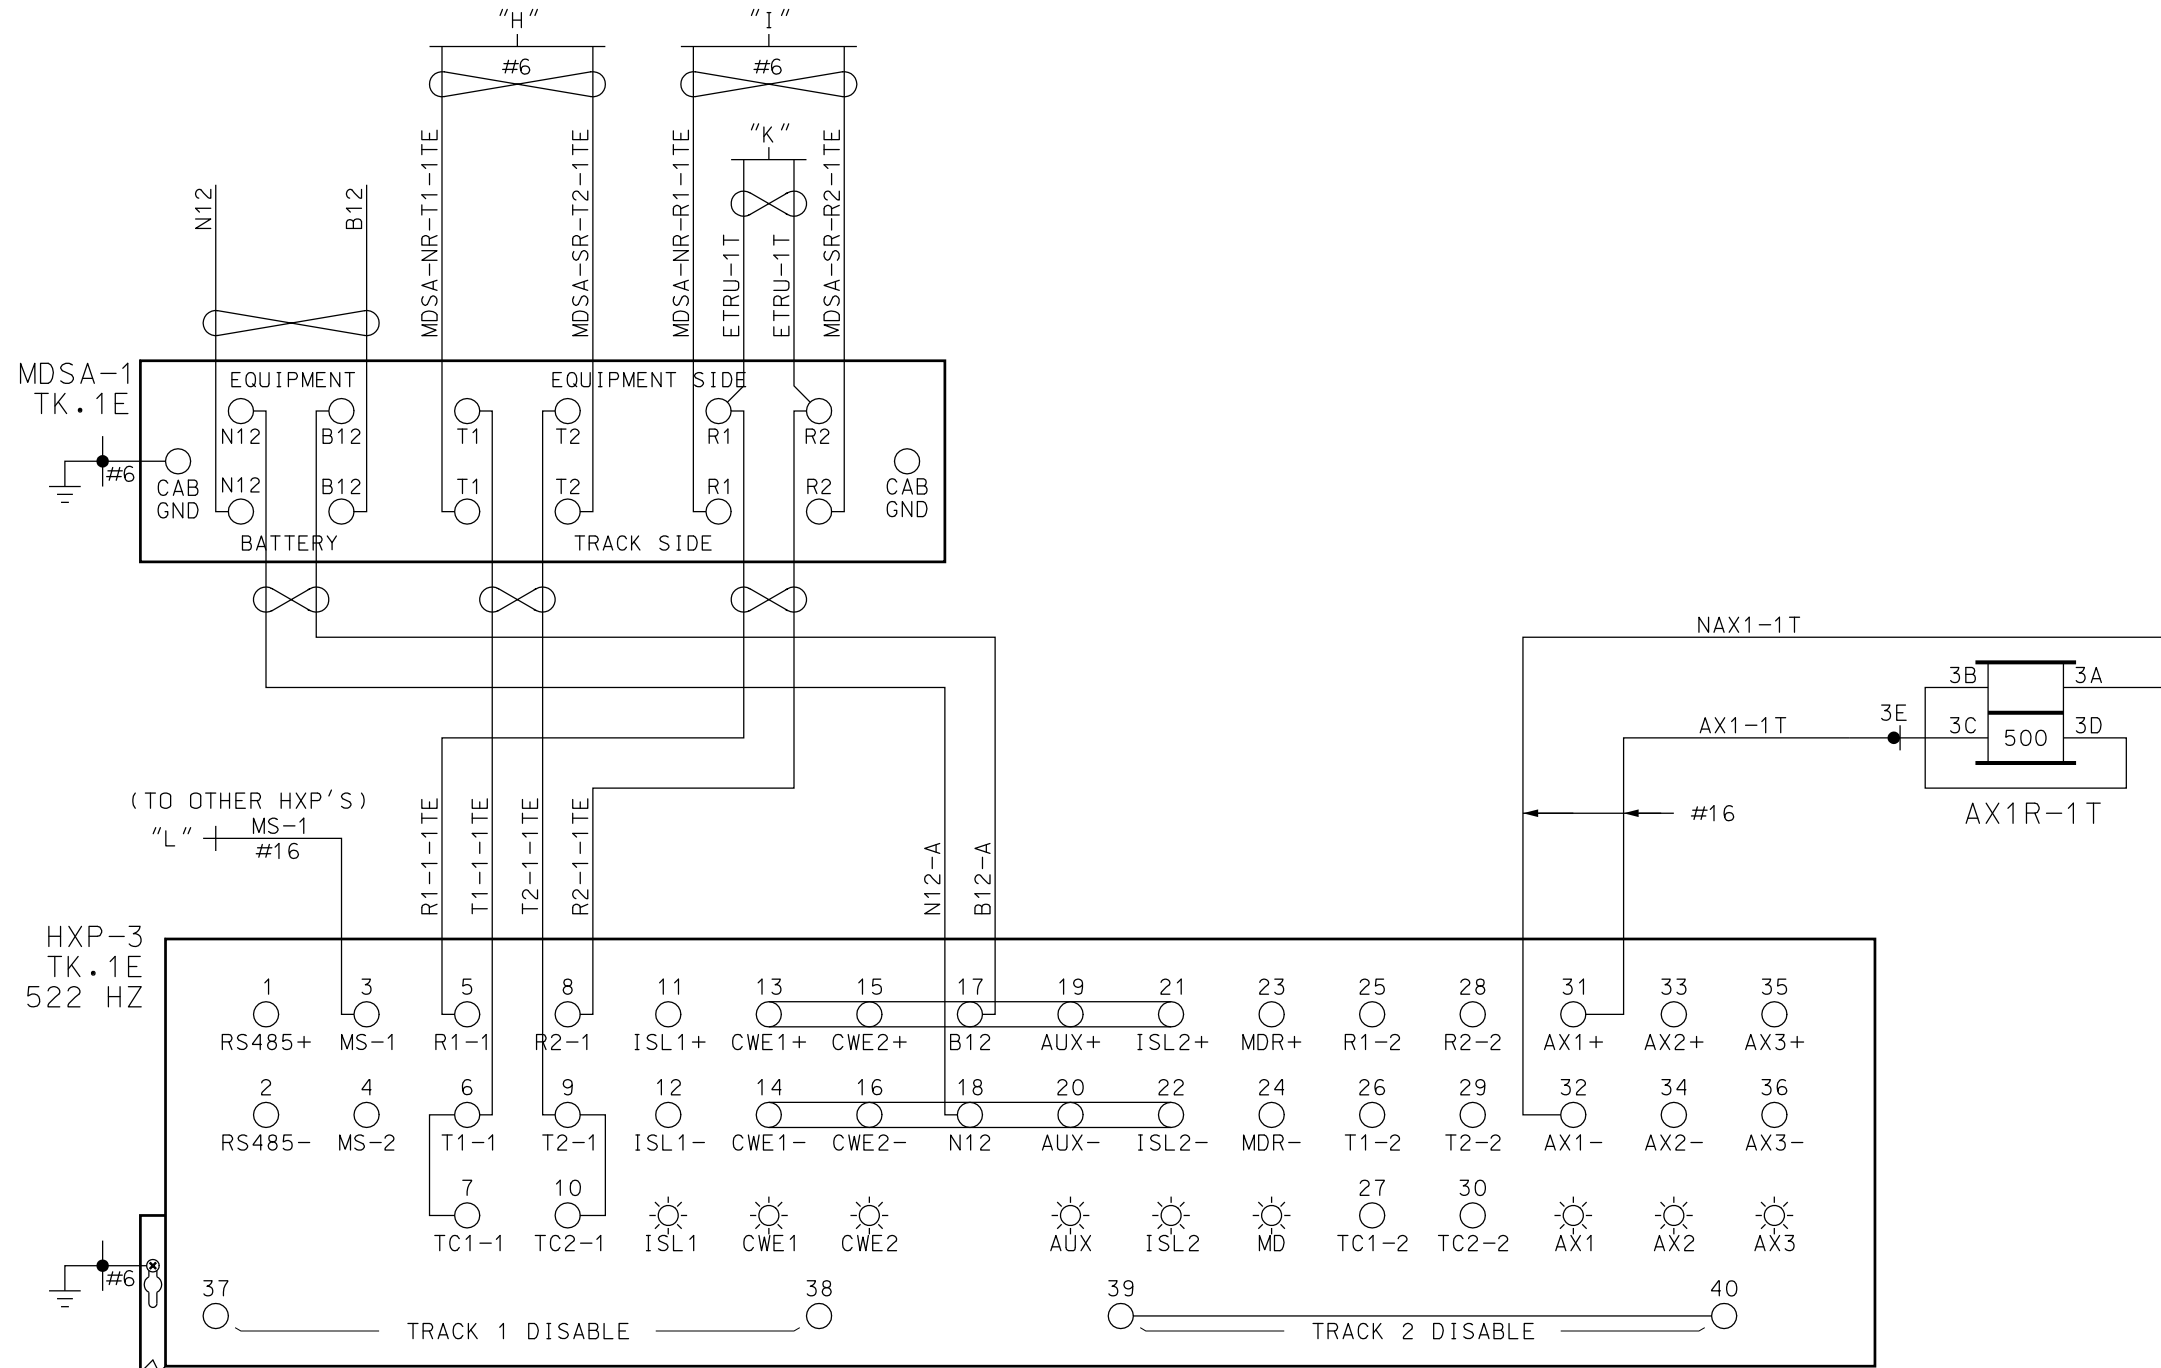 "H"
"I"
#6
#6
"K"
N12
B12
MDSA-NR-T1-1TE
MDSA-SR-T2-1TE
MDSA-NR-R1-1TE
ETRU-1T
ETRU-1T
MDSA-SR-R2-1TE
MDSA-1
TK.1E
EQUIPMENT
EQUIPMENT SIDE
N12
B12
T1
T2
R1
R2
#6
CAB
GND
N12
B12
T1
T2
R1
R2
CAB
GND
BATTERY
TRACK SIDE
NAX1-1T
3B
3A
3E
AX1-1T
3C
500
3D
AX1R-1T
#16
(TO OTHER HXP'S)
"L"
MS-1
#16
R1-1-1TE
T1-1-1TE
T2-1-1TE
R2-1-1TE
N12-A
B12-A
HXP-3
TK.1E
522 HZ
1 3 5 8 11 13 15 17 19 21 23 25 28 31 33 35
RS485+ MS-1 R1-1 R2-1 ISL1+ CWE1+ CWE2+ B12 AUX+ ISL2+ MDR+ R1-2 R2-2 AX1+ AX2+ AX3+
2 4 6 9 12 14 16 18 20 22 24 26 29 32 34 36
RS485- MS-2 T1-1 T2-1 ISL1- CWE1- CWE2- N12 AUX- ISL2- MDR- T1-2 T2-2 AX1- AX2- AX3-
7 10 27 30
TC1-1 TC2-1 ISL1 CWE1 CWE2 AUX ISL2 MD TC1-2 TC2-2 AX1 AX2 AX3
#6
37 38 39 40
TRACK 1 DISABLE
TRACK 2 DISABLE